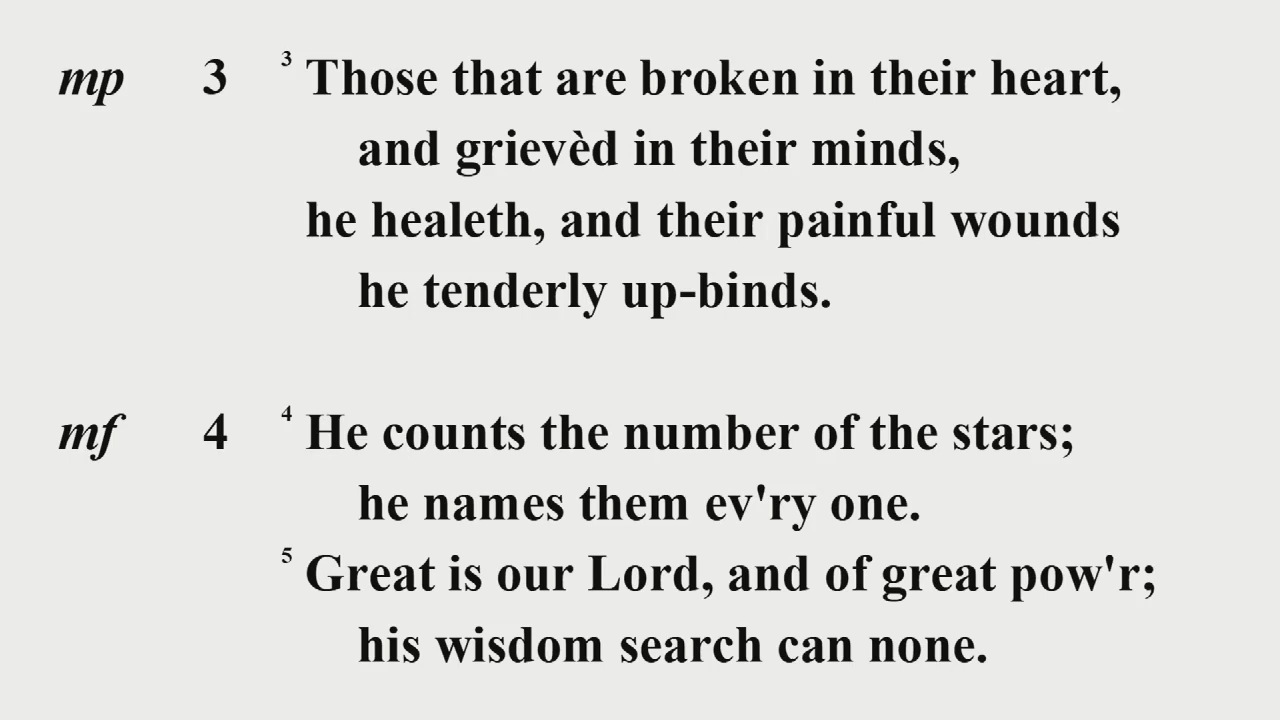 mp 3 3 Those that are broken in their heart,
and grievèd in their minds,
he healeth, and their painful wounds
he tenderly up-binds.
mf 4 4 He counts the number of the stars;
he names them ev'ry one.
5 Great is our Lord, and of great pow'r;
his wisdom search can none.